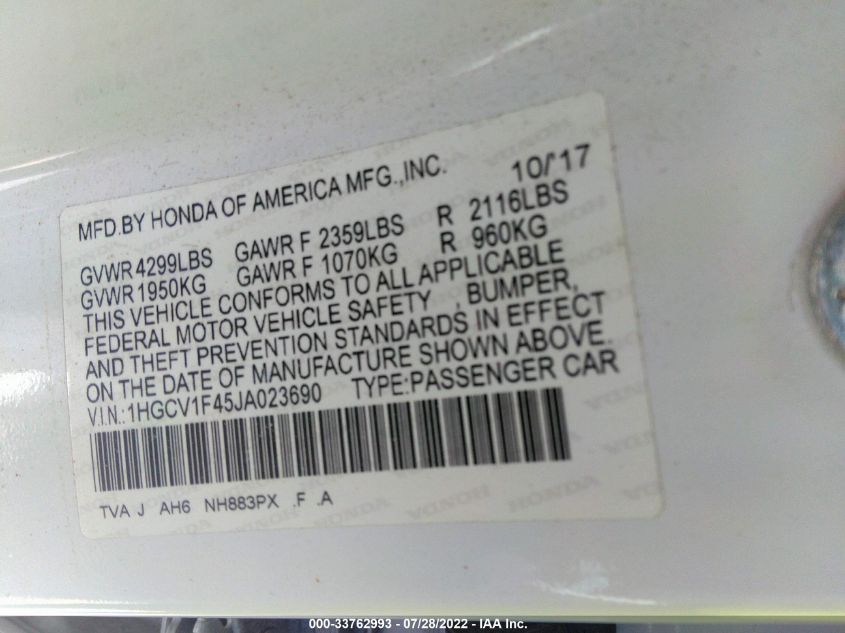 MFD.BY HONDA OF AMERICA MFG.,INC. 10/'17
GVWR 4299LBS GAWR F 2359LBS R 2116LBS
GVWR 1950KG GAWR F 1070KG R 960KG
THIS VEHICLE CONFORMS TO ALL APPLICABLE
FEDERAL MOTOR VEHICLE SAFETY , BUMPER,
AND THEFT PREVENTION STANDARDS IN EFFECT
ON THE DATE OF MANUFACTURE SHOWN ABOVE.
V.I.N.:1HGCV1F45JA023690 TYPE:PASSENGER CAR
TVA J AH6 NH883PX .F .A
000-33762993 - 07/28/2022 - IAA Inc.